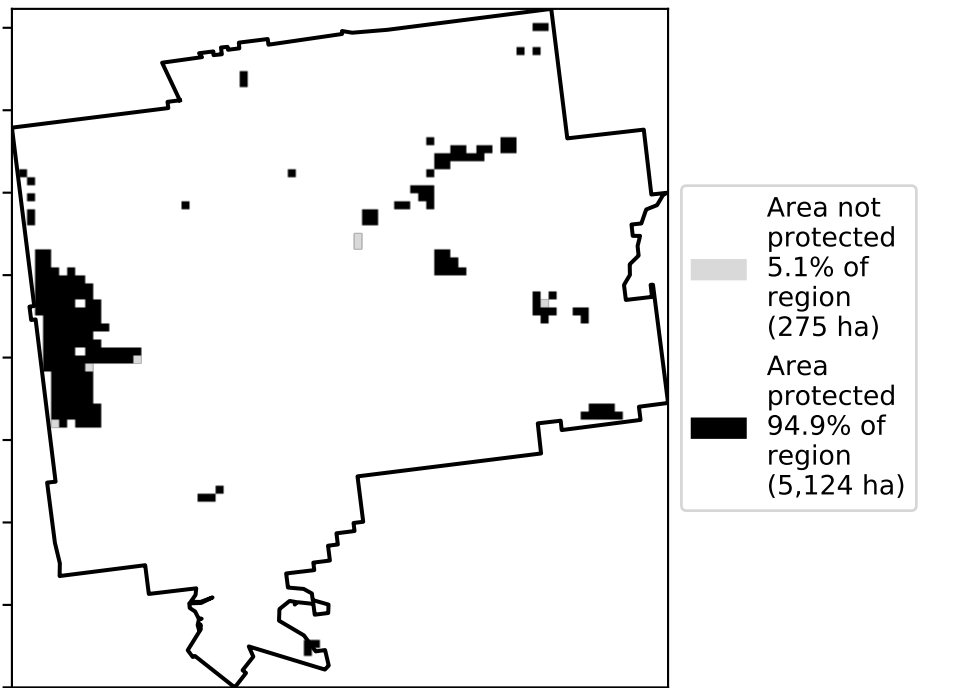 Area not
protected
5.1% of
region
(275 ha)
Area
protected
94.9% of
region
(5,124 ha)